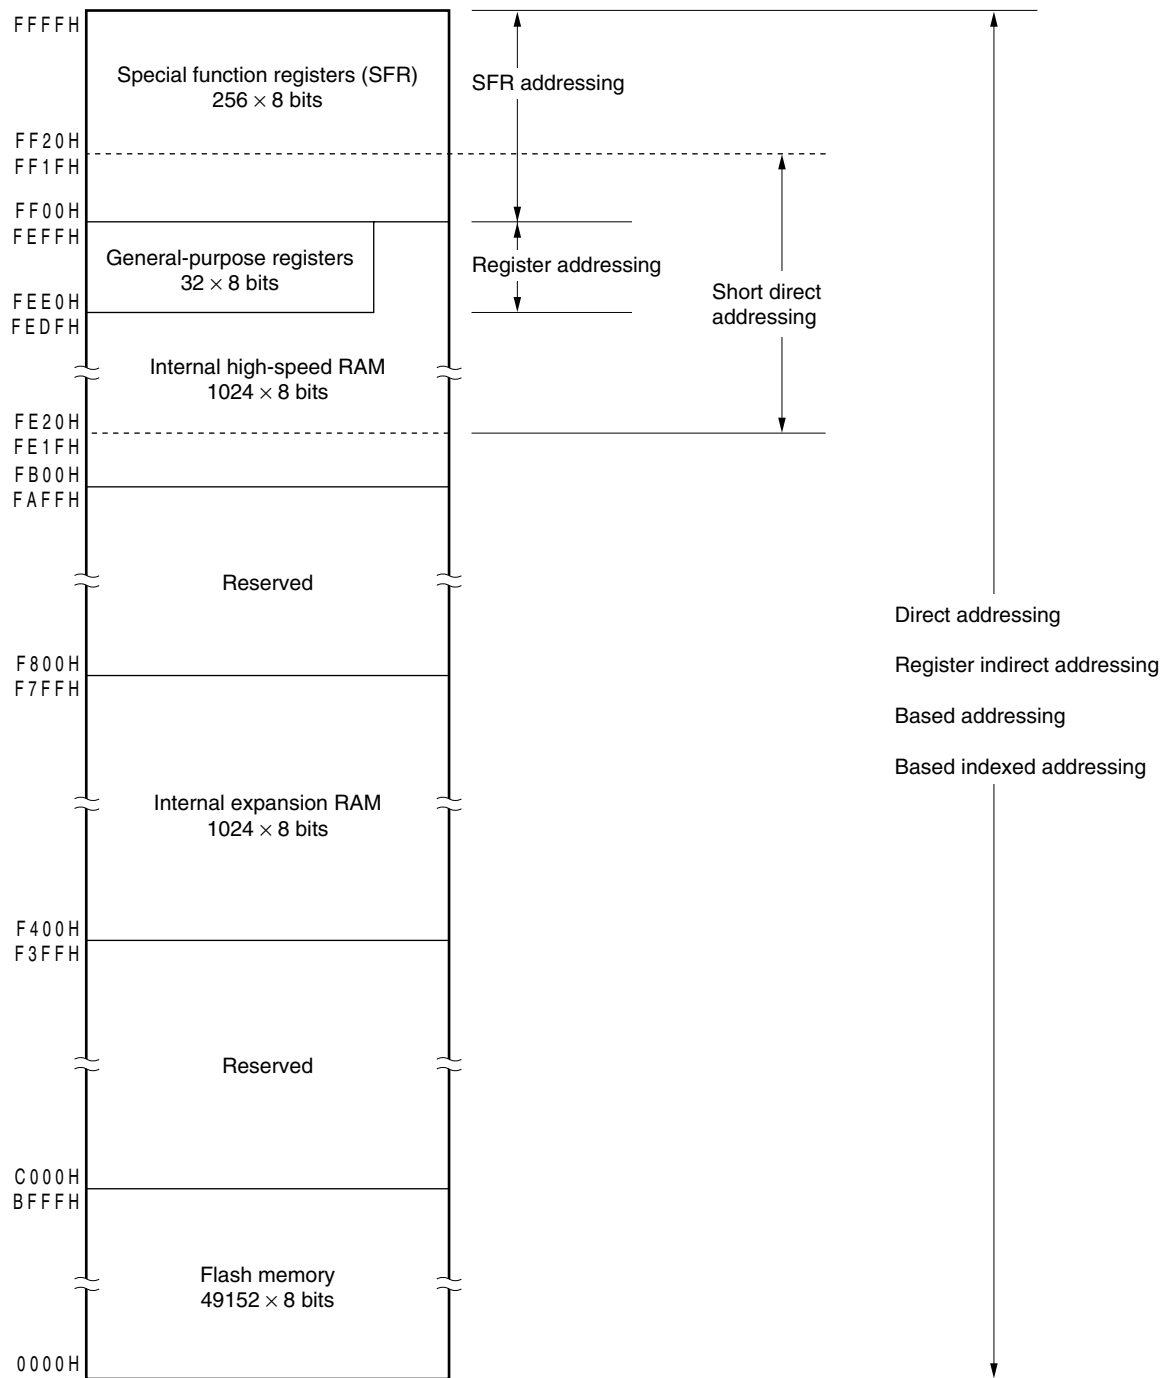 FFFFH
Special function registers (SFR)
256 × 8 bits
SFR addressing
FF20H
FF1FH
FF00H
FEFFH
General-purpose registers
32 × 8 bits
Register addressing
Short direct
addressing
FEE0H
FEDFH
Internal high-speed RAM
1024 × 8 bits
FE20H
FE1FH
FB00H
FAFFH
Reserved
Direct addressing
Register indirect addressing
Based addressing
Based indexed addressing
F800H
F7FFH
Internal expansion RAM
1024 × 8 bits
F400H
F3FFH
Reserved
C000H
BFFFH
Flash memory
49152 × 8 bits
0000H